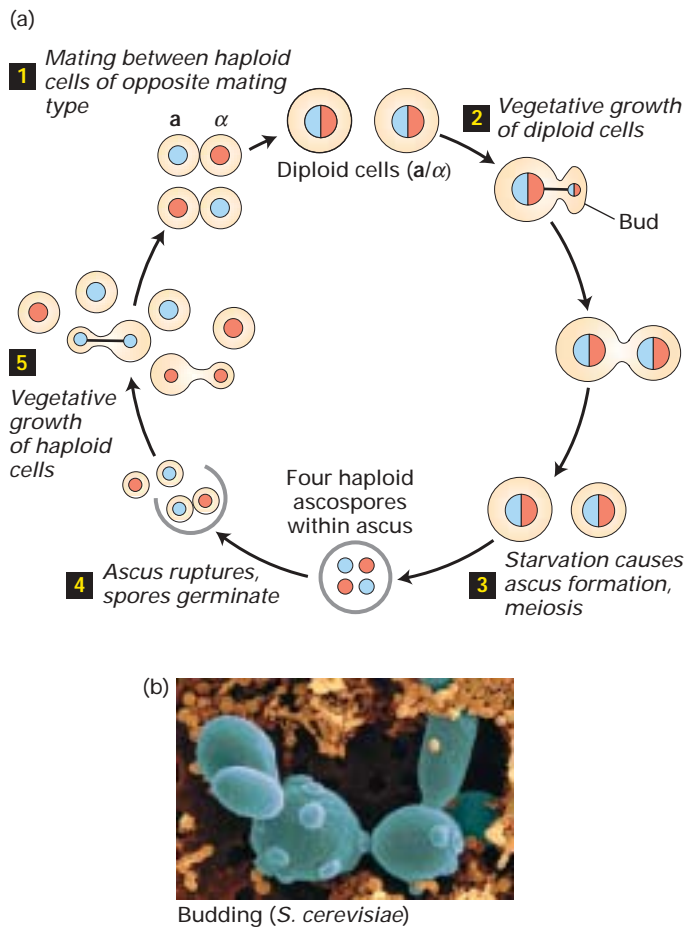 (a)
1 Mating between haploid
cells of opposite mating
type
a α
Diploid cells (a/α)
2 Vegetative growth
of diploid cells
Bud
5
Vegetative
growth
of haploid
cells
Four haploid
ascospores
within ascus
4 Ascus ruptures,
spores germinate
3 Starvation causes
ascus formation,
meiosis
(b)
Budding (S. cerevisiae)